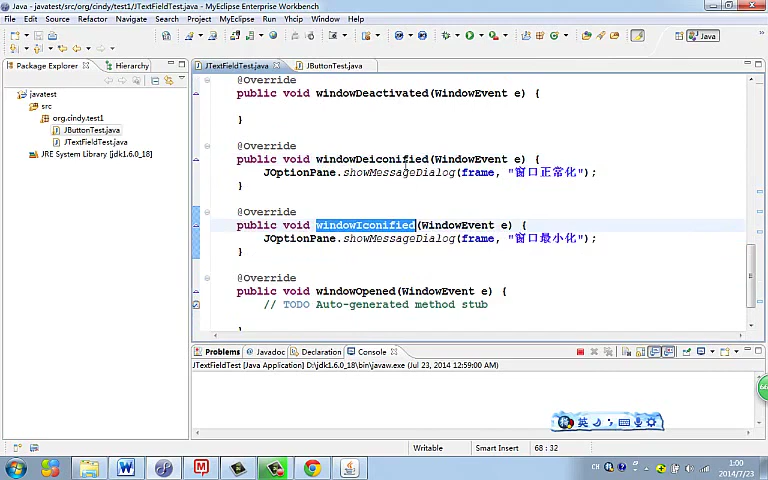 Java - javatest/src/org/cindy/test1/JTextFieldTest.java - MyEclipse Enterprise Workbench
File Edit Source Refactor Navigate Search Project MyEclipse Run Yhcip Window Help
Java
Package Explorer Hierarchy
JTextFieldTest.java JButtonTest.java
javatest
src
org.cindy.test1
JButtonTest.java
JTextFieldTest.java
JRE System Library [jdk1.6.0_18]
@Override
public void windowDeactivated(WindowEvent e) {
}
@Override
public void windowDeiconified(WindowEvent e) {
JOptionPane.showMessageDialog(frame, "窗口正常化");
}
@Override
public void windowIconified(WindowEvent e) {
JOptionPane.showMessageDialog(frame, "窗口最小化");
}
@Override
public void windowOpened(WindowEvent e) {
// TODO Auto-generated method stub
}
Problems Javadoc Declaration Console
JTextFieldTest [Java Application] D:\jdk1.6.0_18\bin\javaw.exe (Jul 23, 2014 12:59:00 AM)
英
Writable Smart Insert 68 : 32
CH 1:00
2014/7/23